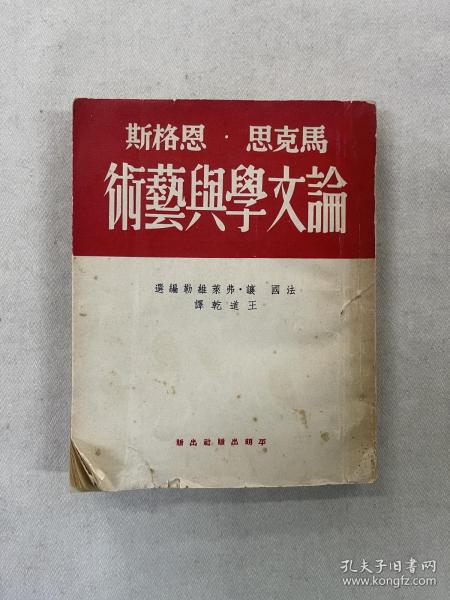 馬克思·恩格斯
論文學與藝術
法國 讓·弗萊維勒編選
王道乾譯
平明出版社出版
孔夫子旧书网
www.kongfz.com